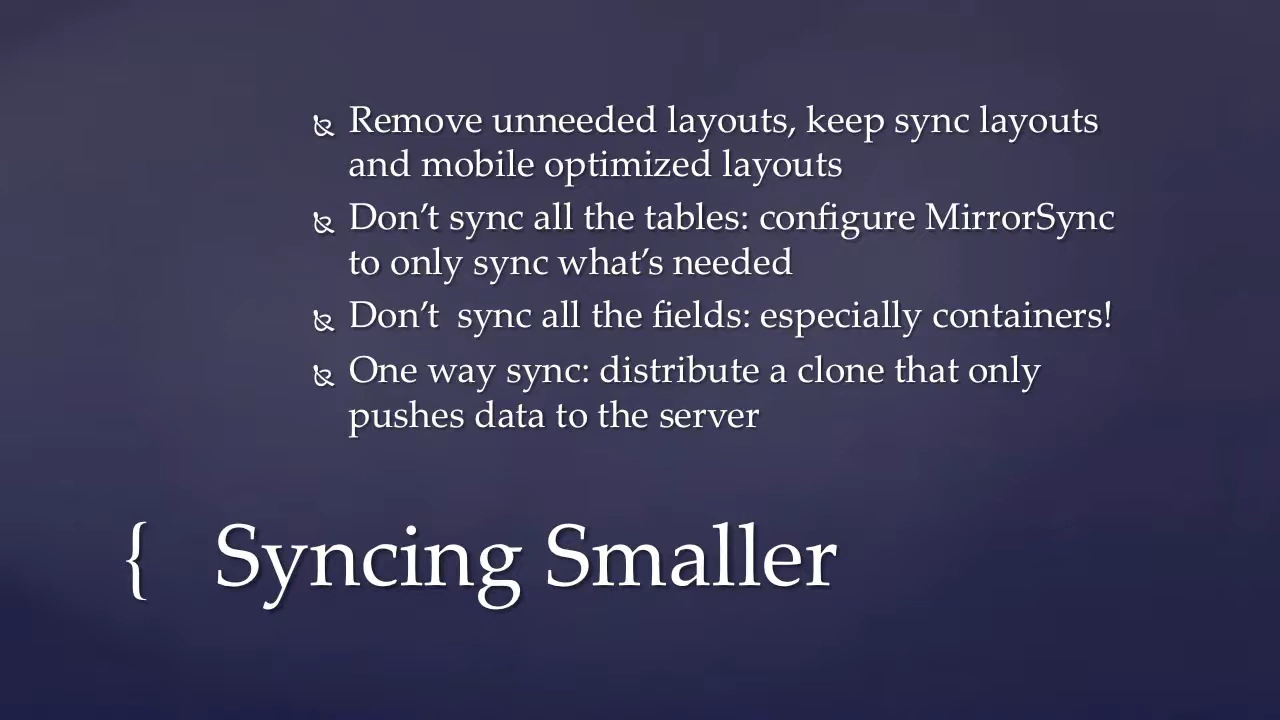 Remove unneeded layouts, keep sync layouts
and mobile optimized layouts
Don’t sync all the tables: configure MirrorSync
to only sync what’s needed
Don’t  sync all the fields: especially containers!
One way sync: distribute a clone that only
pushes data to the server
{ Syncing Smaller